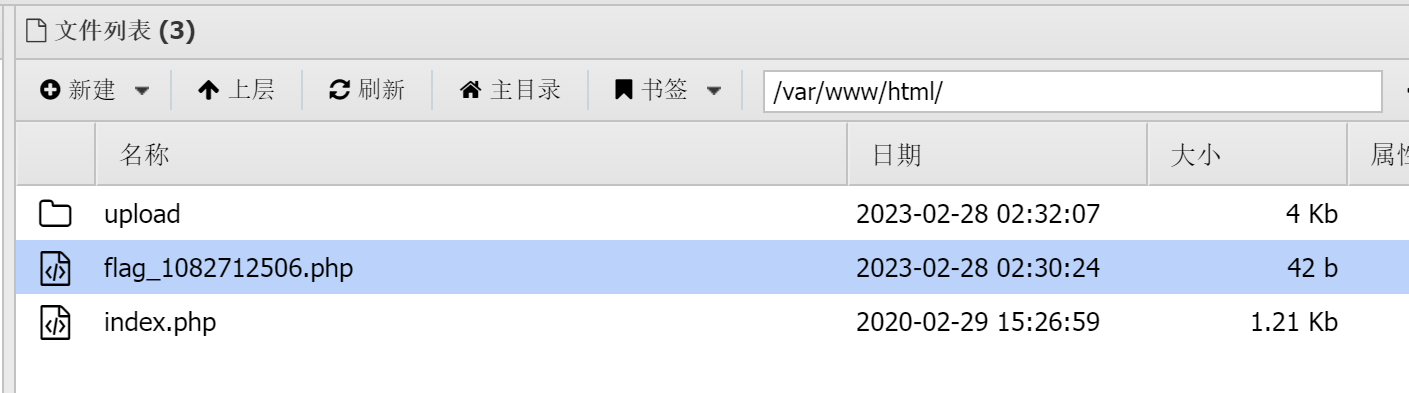 文件列表 (3)
新建 上层 刷新 主目录 书签 /var/www/html/
名称 日期 大小
upload 2023-02-28 02:32:07 4 Kb
flag_1082712506.php 2023-02-28 02:30:24 42 b
index.php 2020-02-29 15:26:59 1.21 Kb